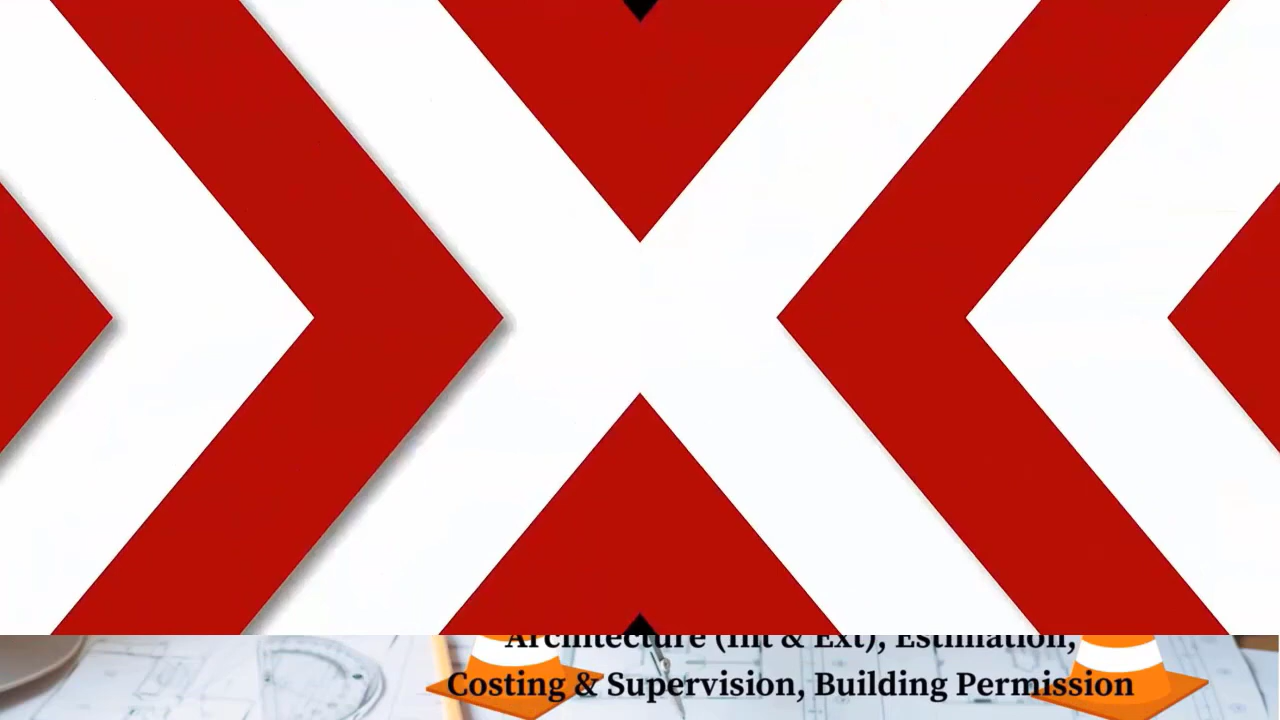 Architecture (Int & Ext), Estimation,
Costing & Supervision, Building Permission